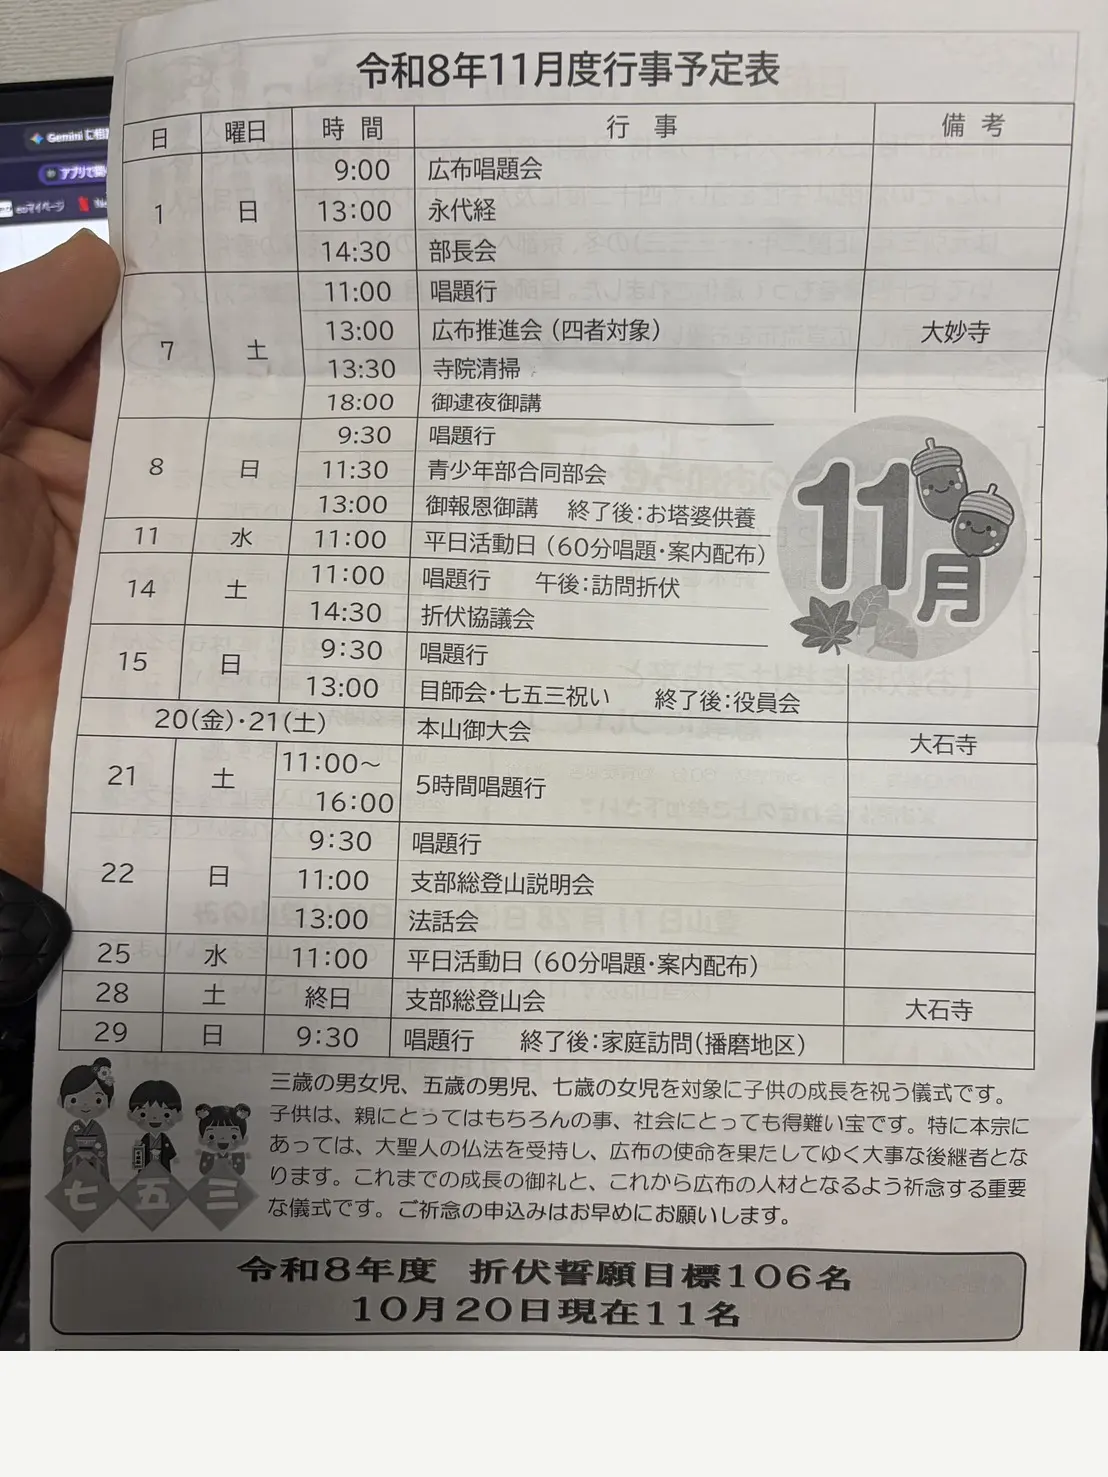 令和8年11月度行事予定表
日 曜日 時間 行事 備考
1 日 9:00 広布唱題会
13:00 永代経
14:30 部長会
7 土 11:00 唱題行
13:00 広布推進会(四者対象) 大妙寺
13:30 寺院清掃
18:00 御逮夜御講
8 日 9:30 唱題行
11:30 青少年部合同部会
13:00 御報恩御講 終了後:お塔婆供養
11 水 11:00 平日活動日(60分唱題・案内配布)
14 土 11:00 唱題行 午後:訪問折伏
14:30 折伏協議会
15 日 9:30 唱題行
13:00 目師会・七五三祝い 終了後:役員会
20(金)・21(土) 本山御大会 大石寺
21 土 11:00~
16:00 5時間唱題行
22 日 9:30 唱題行
11:00 支部総登山説明会
13:00 法話会
25 水 11:00 平日活動日(60分唱題・案内配布)
28 土 終日 支部総登山会 大石寺
29 日 9:30 唱題行 終了後:家庭訪問(播磨地区)
11月
三歳の男女児、五歳の男児、七歳の女児を対象に子供の成長を祝う儀式です。
子供は、親にとってはもちろんの事、社会にとっても得難い宝です。特に本宗に
あっては、大聖人の仏法を受持し、広布の使命を果たしてゆく大事な後継者とな
ります。これまでの成長の御礼と、これから広布の人材となるよう祈念する重要
な儀式です。ご祈念の申込みはお早めにお願いします。
七五三
令和8年度 折伏誓願目標106名
10月20日現在11名
Geminiに相
アプリで開
eoマイページ